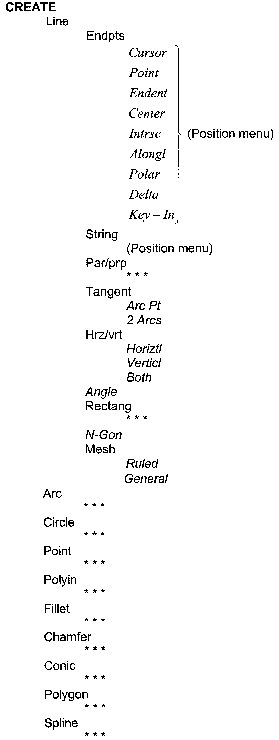 CREATE
Line
Endpts
Cursor
Point
Endent
Center
Intrsc
(Position menu)
Alongl
Polar
Delta
Key – In
String
(Position menu)
Par/prp
* * *
Tangent
Arc Pt
2 Arcs
Hrz/vrt
Horiztl
Verticl
Both
Angle
Rectang
* * *
N-Gon
Mesh
Ruled
General
Arc
* * *
Circle
* * *
Point
* * *
Polyin
* * *
Fillet
* * *
Chamfer
* * *
Conic
* * *
Polygon
* * *
Spline
* * *